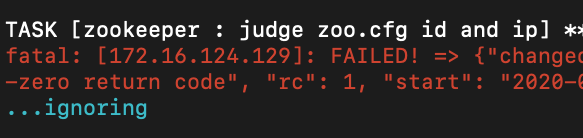 TASK [zookeeper : judge zoo.cfg id and ip] **
fatal: [172.16.124.129]: FAILED! => {"changed
-zero return code", "rc": 1, "start": "2020-0
...ignoring